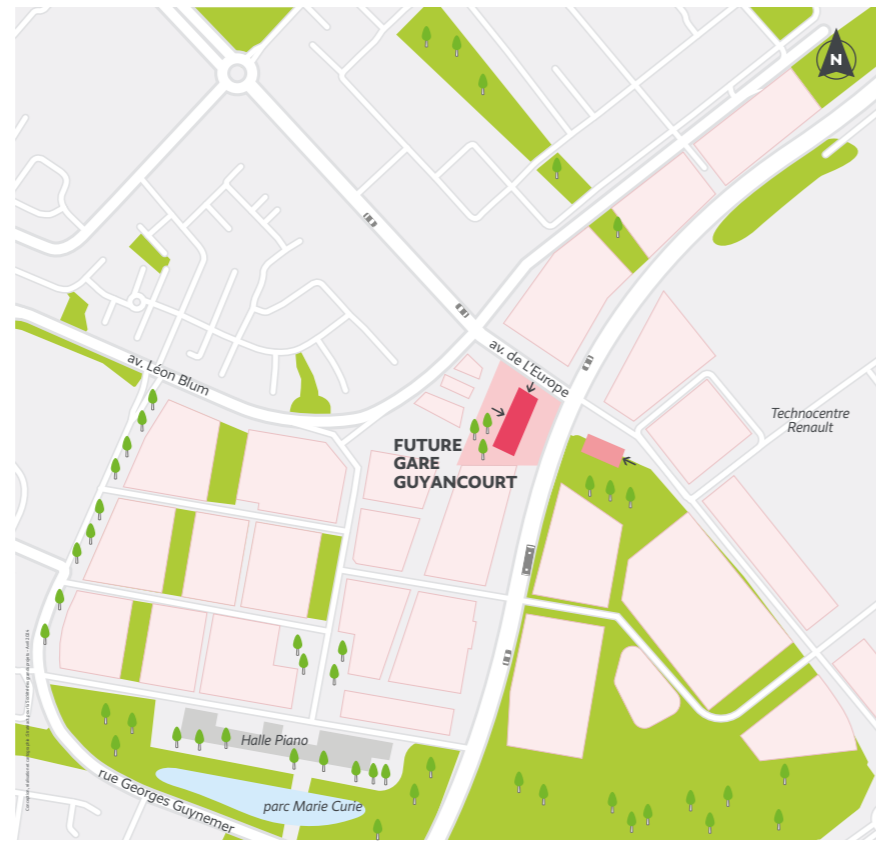 N
av. de L'Europe
av. Léon Blum
Technocentre
Renault
FUTURE
GARE
GUYANCOURT
Halle Piano
parc Marie Curie
rue Georges Guynemer